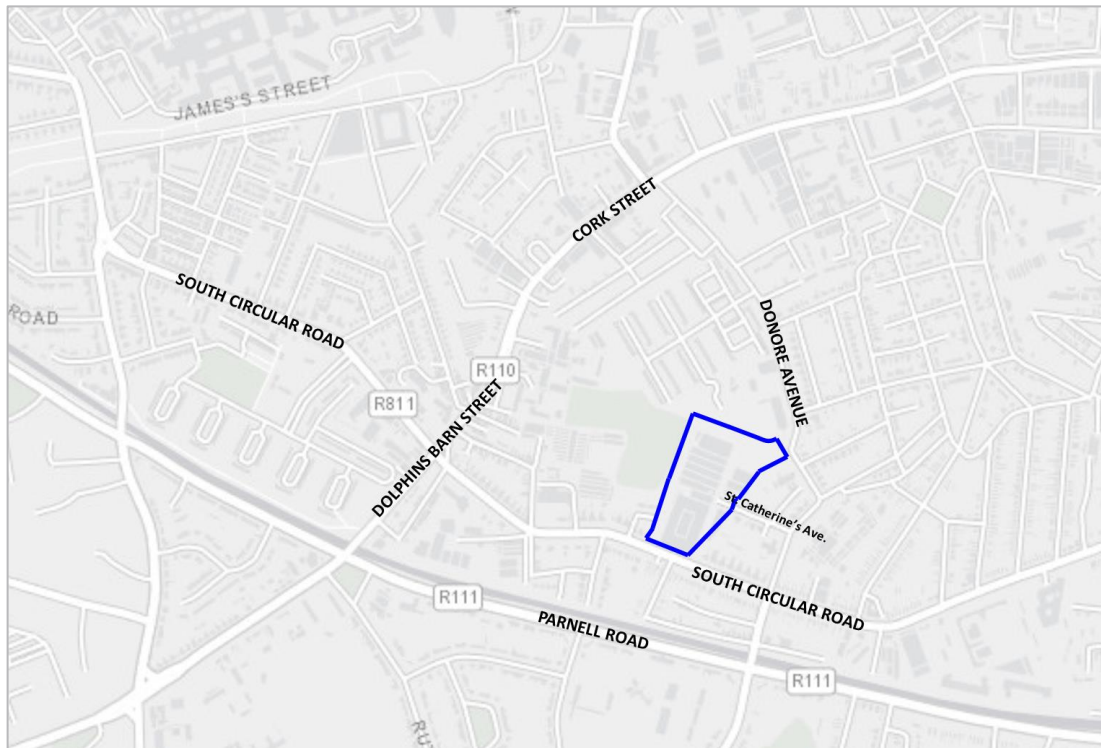 JAMES'S STREET
CORK STREET
SOUTH CIRCULAR ROAD
ROAD
DONORE AVENUE
R110
R811
DOLPHINS BARN STREET
St. Catherine's Ave.
SOUTH CIRCULAR ROAD
R111
PARNELL ROAD
R111
RU